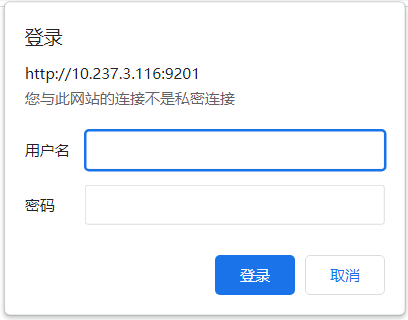 登录
http://10.237.3.116:9201
您与此网站的连接不是私密连接
用户名
密码
登录 取消